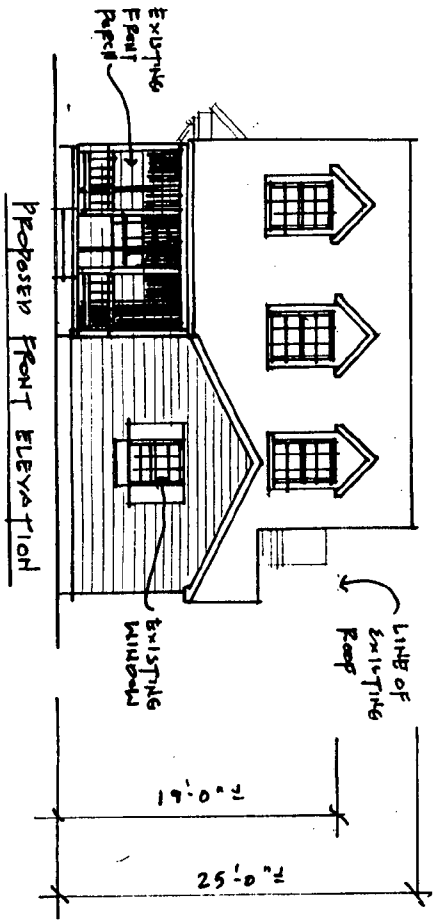 EXISTING
FRONT
PORCH
LINE OF
EXISTING
ROOF
EXISTING
WINDOW
19'-0"±
25'-0"±
PROPOSED FRONT ELEVATION